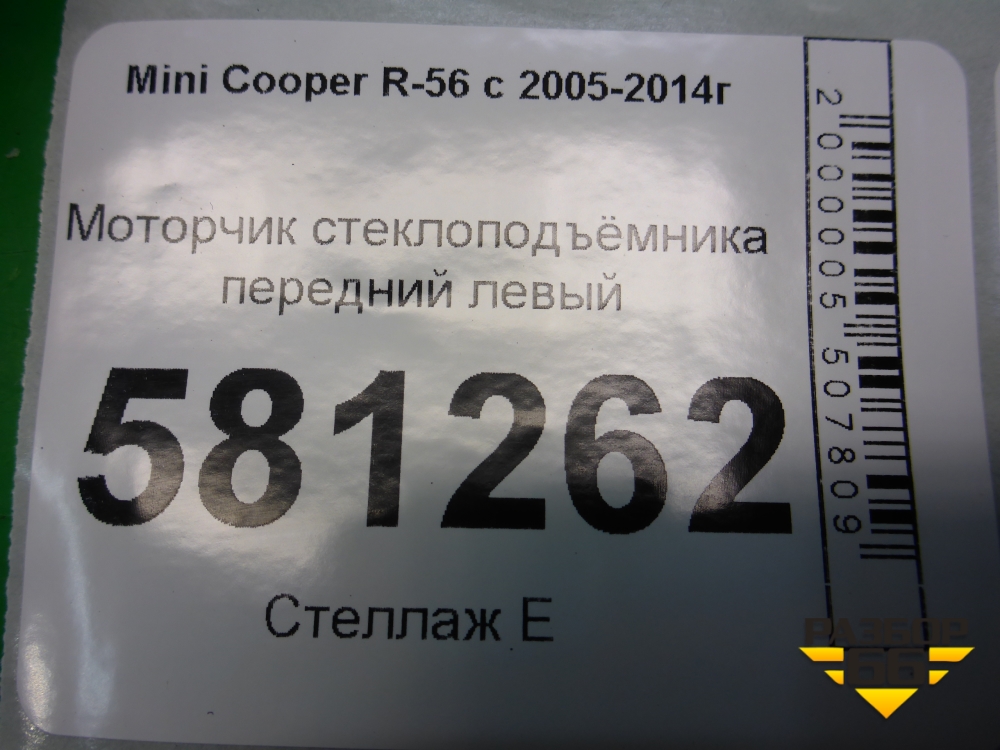 Mini Cooper R-56 с 2005-2014г
Моторчик стеклоподъёмника
передний левый
581262
Стеллаж Е
2000005507809
РАЗБОР
66